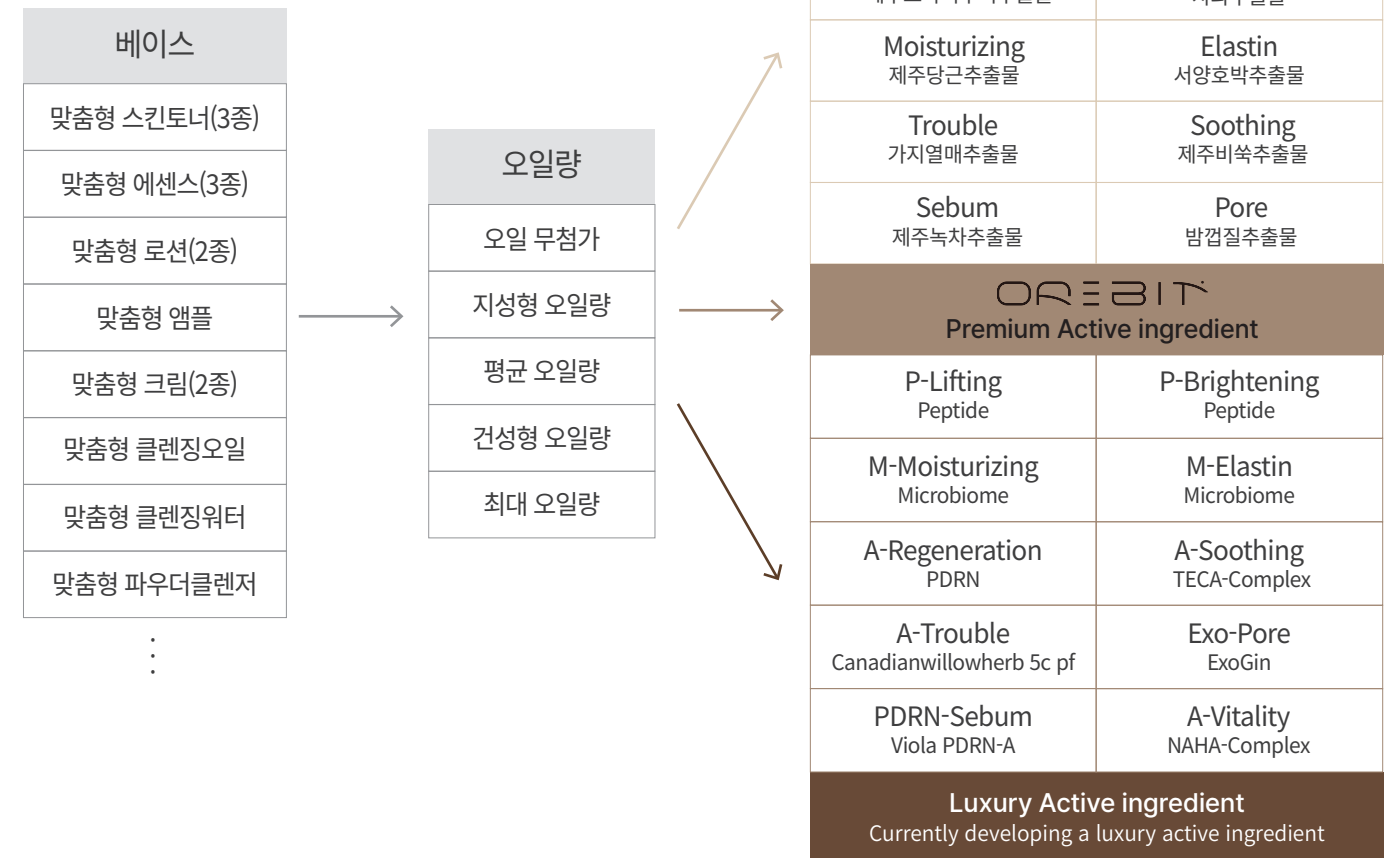 베이스
맞춤형 스킨토너(3종)
맞춤형 에센스(3종)
맞춤형 로션(2종)
맞춤형 앰플
맞춤형 크림(2종)
맞춤형 클렌징오일
맞춤형 클렌징워터
맞춤형 파우더클렌저
오일량
오일 무첨가
지성형 오일량
평균 오일량
건성형 오일량
최대 오일량
Moisturizing
제주당근추출물
Elastin
서양호박추출물
Trouble
가지열매추출물
Soothing
제주비쑥추출물
Sebum
제주녹차추출물
Pore
밤껍질추출물
OREBIT
Premium Active ingredient
P-Lifting
Peptide
P-Brightening
Peptide
M-Moisturizing
Microbiome
M-Elastin
Microbiome
A-Regeneration
PDRN
A-Soothing
TECA-Complex
A-Trouble
Canadianwillowherb 5c pf
Exo-Pore
ExoGin
PDRN-Sebum
Viola PDRN-A
A-Vitality
NAHA-Complex
Luxury Active ingredient
Currently developing a luxury active ingredient